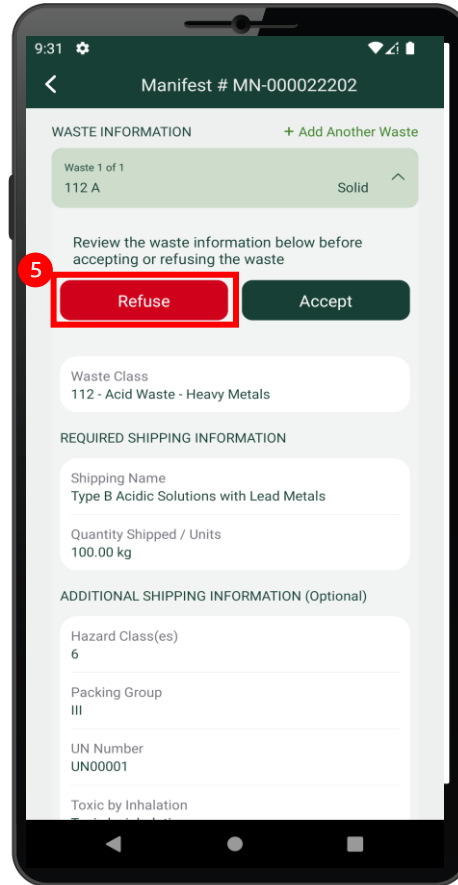 9:31
Manifest # MN-000022202
WASTE INFORMATION + Add Another Waste
Waste 1 of 1
112 A Solid
Review the waste information below before
accepting or refusing the waste
5
Refuse Accept
Waste Class
112 - Acid Waste - Heavy Metals
REQUIRED SHIPPING INFORMATION
Shipping Name
Type B Acidic Solutions with Lead Metals
Quantity Shipped / Units
100.00 kg
ADDITIONAL SHIPPING INFORMATION (Optional)
Hazard Class(es)
6
Packing Group
III
UN Number
UN00001
Toxic by Inhalation